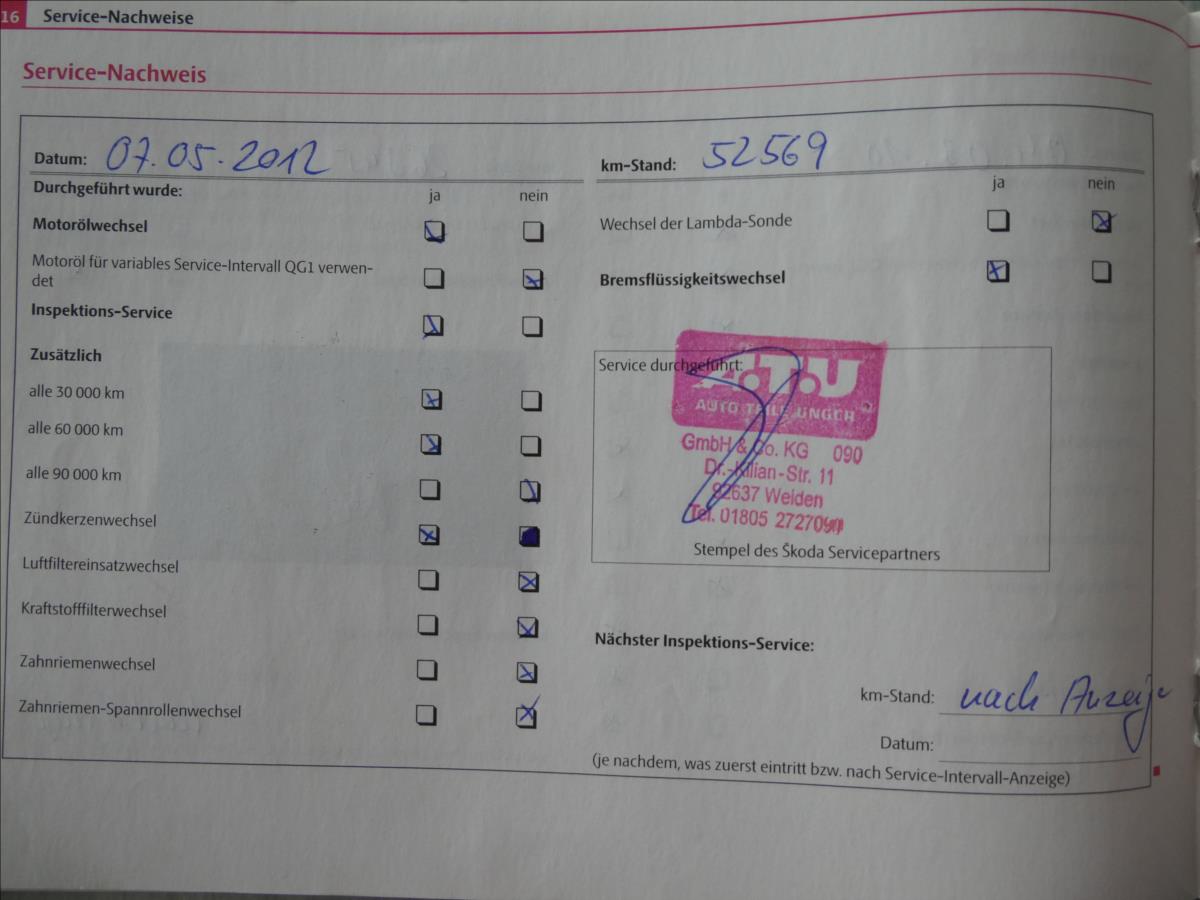 16 Service-Nachweise
Service-Nachweis
Datum: 07.05.2012
km-Stand: 52569
Durchgeführt wurde:
ja nein
Motorölwechsel
Motoröl für variables Service-Intervall QG1 verwen-
det
Inspektions-Service
Zusätzlich
alle 30 000 km
alle 60 000 km
alle 90 000 km
Zündkerzenwechsel
Luftfiltereinsatzwechsel
Kraftstofffilterwechsel
Zahnriemenwechsel
Zahnriemen-Spannrollenwechsel
ja nein
Wechsel der Lambda-Sonde
Bremsflüssigkeitswechsel
Service durchgeführt:
A.T.U
AUTO TEILE UNGER
GmbH & Co. KG 090
Dr.-Kilian-Str. 11
92637 Weiden
Tel. 01805 2727090
Stempel des Škoda Servicepartners
Nächster Inspektions-Service:
km-Stand: nach Anzeige
Datum:
(je nachdem, was zuerst eintritt bzw. nach Service-Intervall-Anzeige)